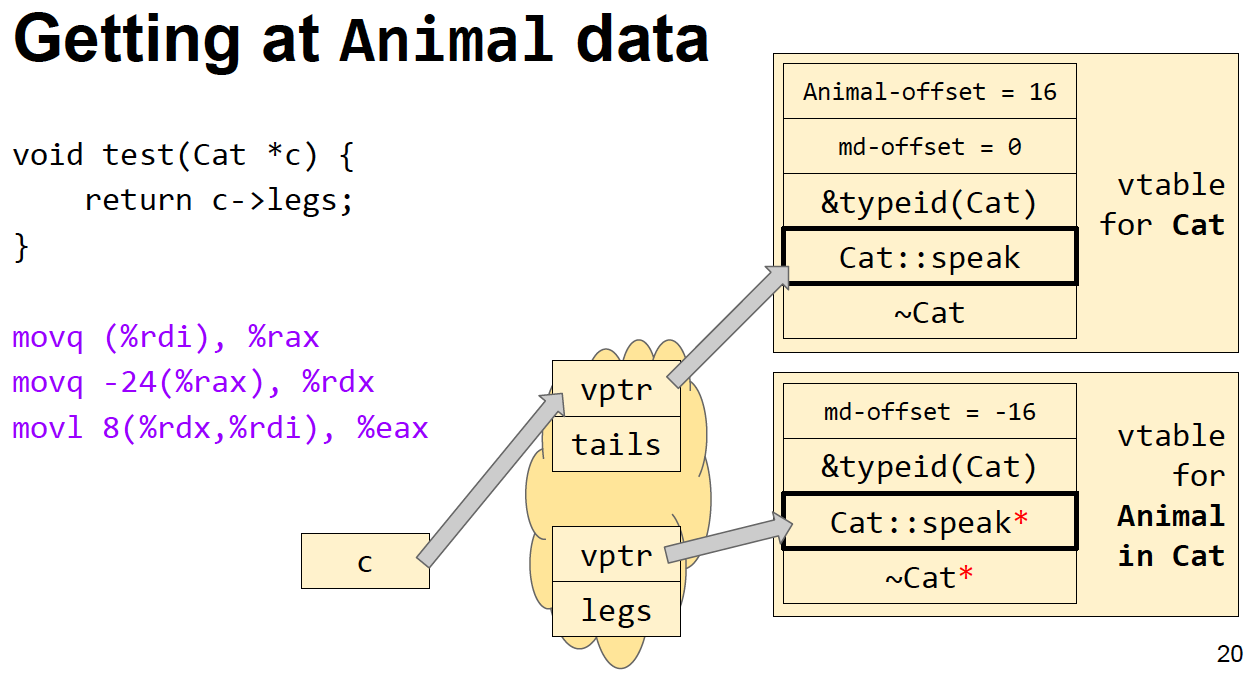 Getting at Animal data
void test(Cat *c) {
    return c->legs;
}
movq (%rdi), %rax
movq -24(%rax), %rdx
movl 8(%rdx,%rdi), %eax
c
vptr
tails
vptr
legs
Animal-offset = 16
md-offset = 0
&typeid(Cat)
Cat::speak
~Cat
vtable
for Cat
md-offset = -16
&typeid(Cat)
Cat::speak*
~Cat*
vtable
for
Animal
in Cat
20